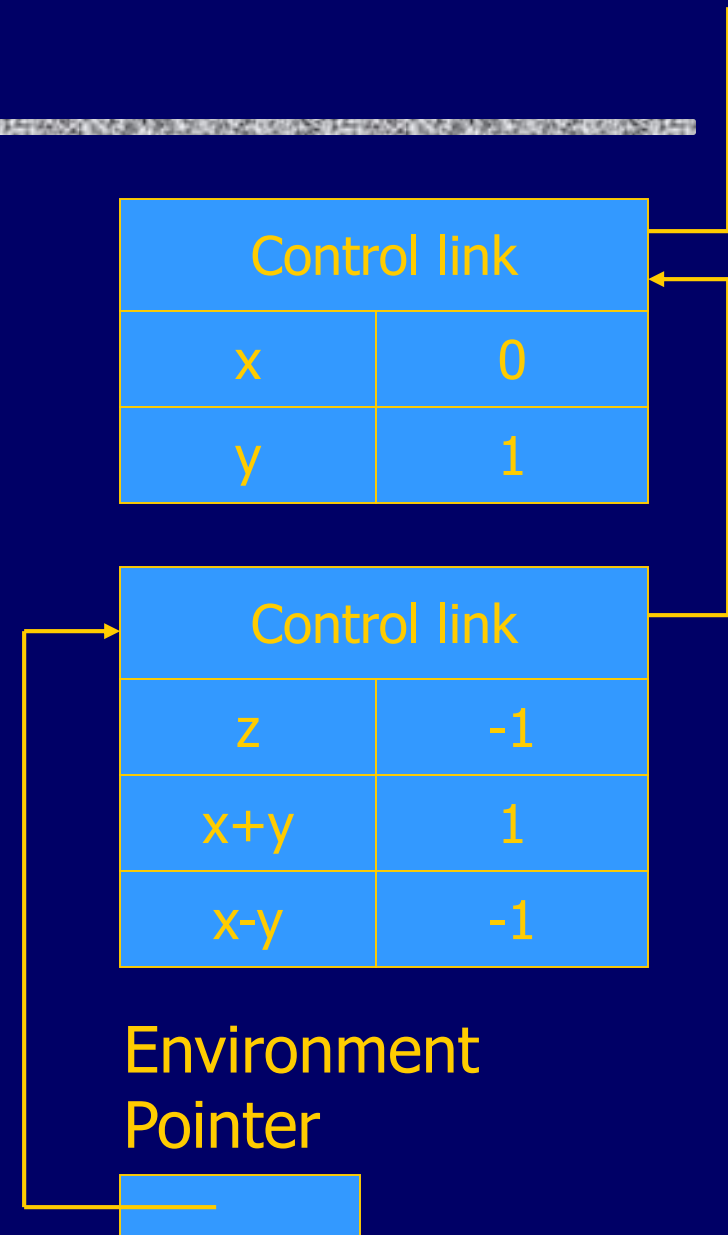 Control link
x 0
y 1
Control link
z -1
x+y 1
x-y -1
Environment
Pointer